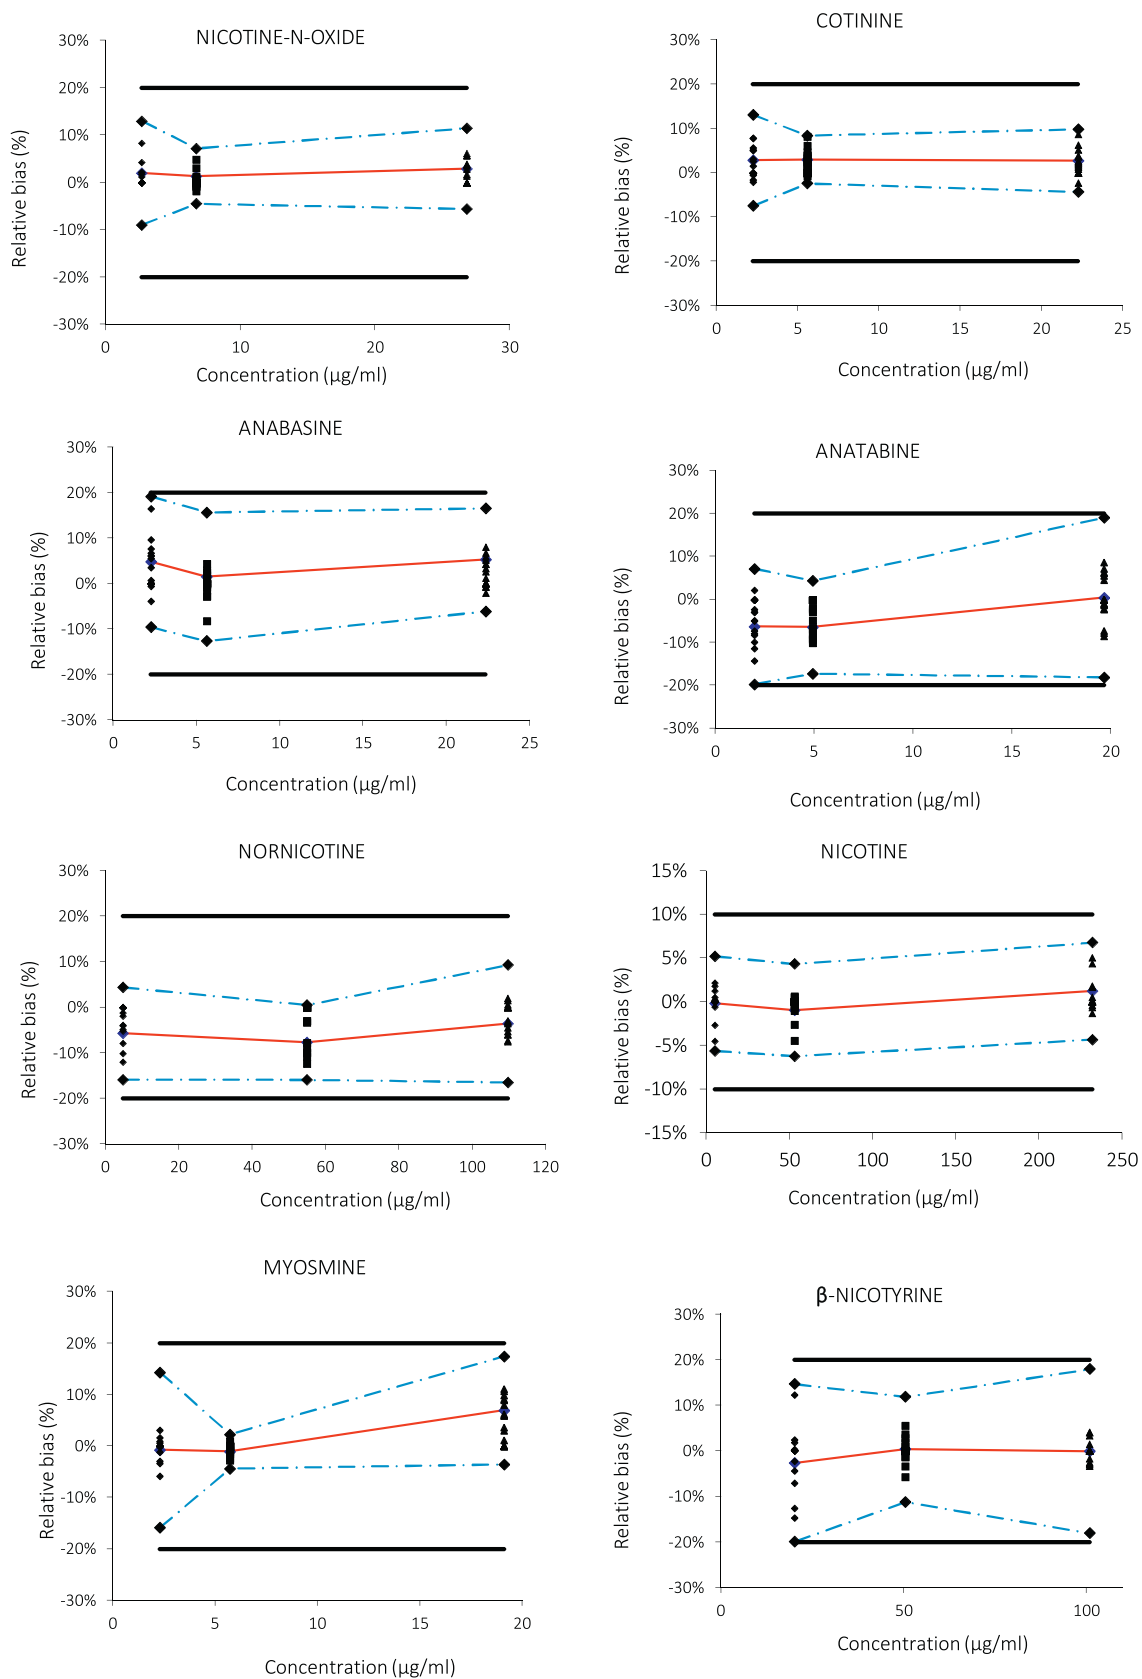 NICOTINE-N-OXIDE
30%
20%
10%
0%
-10%
-20%
-30%
Relative bias (%)
0 10 20 30
Concentration (µg/ml)
COTININE
30%
20%
10%
0%
-10%
-20%
-30%
Relative bias (%)
0 5 10 15 20 25
Concentration (µg/ml)
ANABASINE
30%
20%
10%
0%
-10%
-20%
-30%
Relative bias (%)
0 5 10 15 20 25
Concentration (µg/ml)
ANATABINE
30%
20%
10%
0%
-10%
-20%
-30%
Relative bias (%)
0 5 10 15 20
Concentration (µg/ml)
NORNICOTINE
30%
20%
10%
0%
-10%
-20%
-30%
Relative bias (%)
0 20 40 60 80 100 120
Concentration (µg/ml)
NICOTINE
15%
10%
5%
0%
-5%
-10%
-15%
Relative bias (%)
0 50 100 150 200 250
Concentration (µg/ml)
MYOSMINE
30%
20%
10%
0%
-10%
-20%
-30%
Relative bias (%)
0 5 10 15 20
Concentration (µg/ml)
β-NICOTYRINE
30%
20%
10%
0%
-10%
-20%
-30%
Relative bias (%)
0 50 100
Concentration (µg/ml)